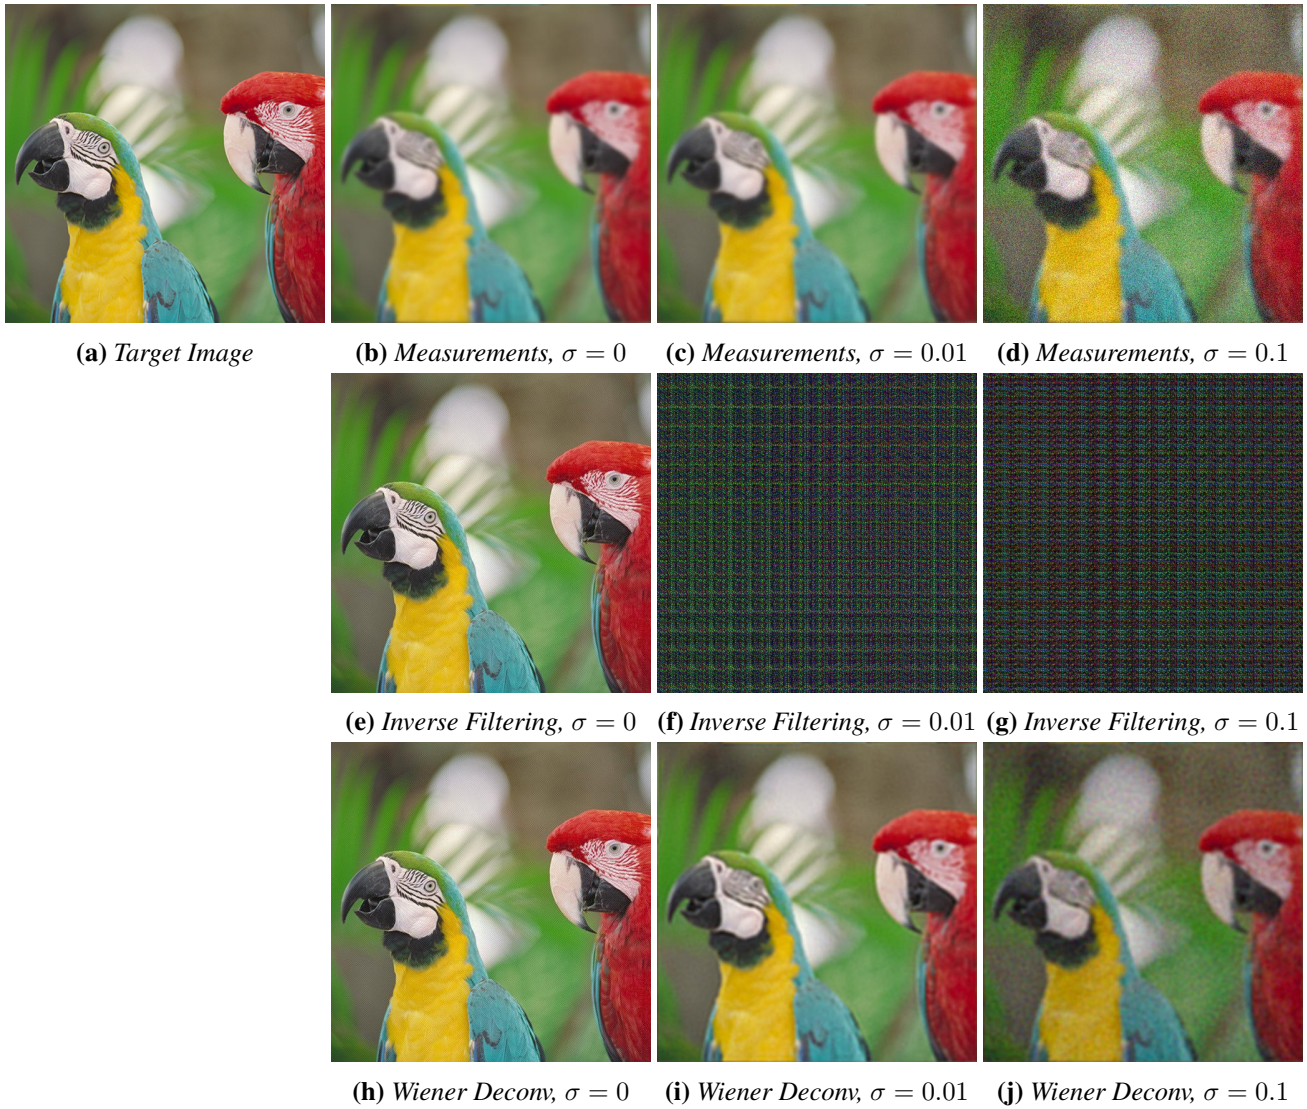 (a) Target Image
(b) Measurements, σ = 0
(c) Measurements, σ = 0.01
(d) Measurements, σ = 0.1
(e) Inverse Filtering, σ = 0
(f) Inverse Filtering, σ = 0.01
(g) Inverse Filtering, σ = 0.1
(h) Wiener Deconv, σ = 0
(i) Wiener Deconv, σ = 0.01
(j) Wiener Deconv, σ = 0.1